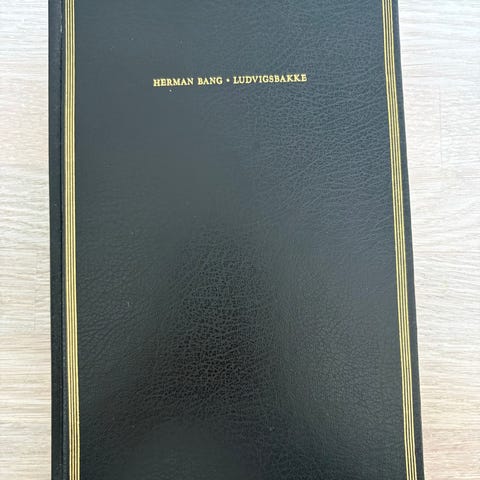 HERMAN BANG • LUDVIGSBAKKE